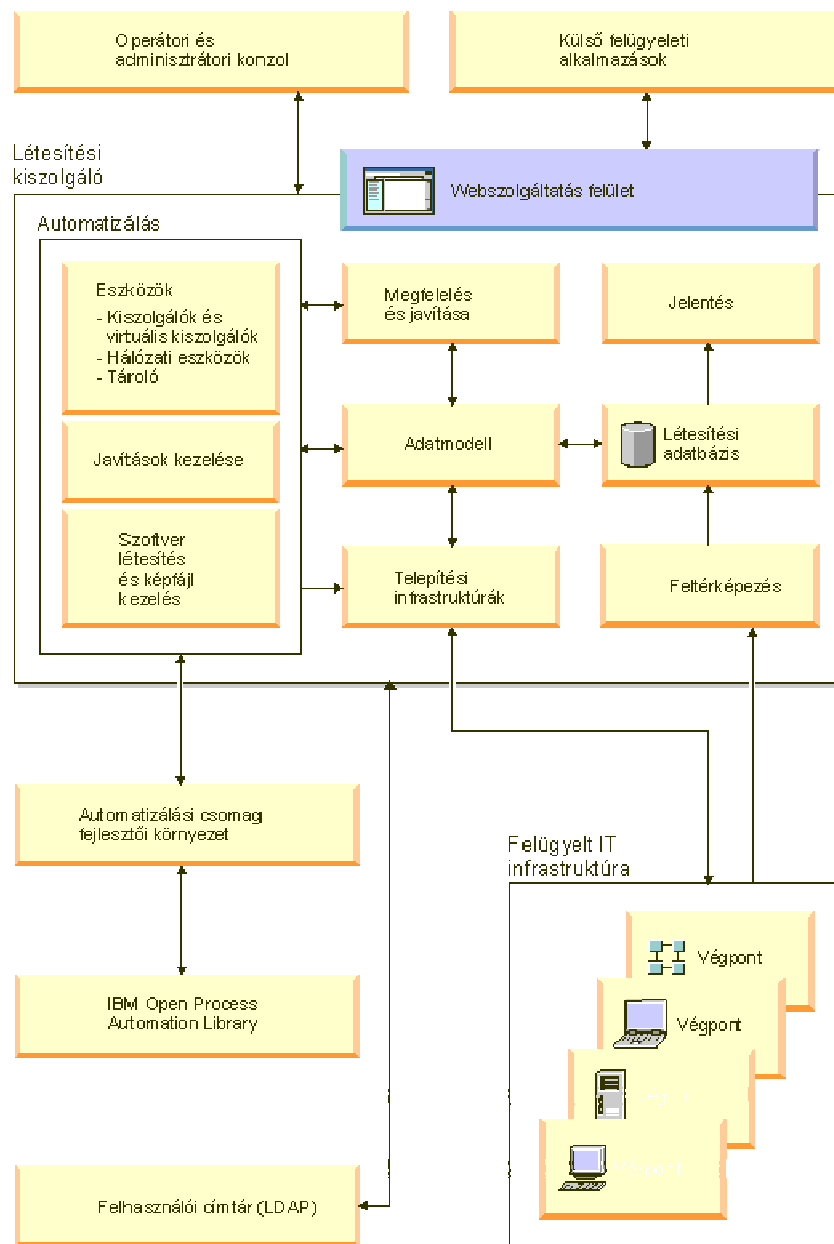 Operátori és
adminisztrátori konzol
Külső felügyeleti
alkalmazások
Létesítési
kiszolgáló
Webszolgáltatás felület
Automatizálás
Eszközök
- Kiszolgálók és
virtuális kiszolgálók
- Hálózati eszközök
- Tároló
Javítások kezelése
Szoftver
létesítés
és képfájl
kezelés
Megfelelés
és javítása
Adatmodell
Telepítési
infrastruktúrák
Jelentés
Létesítési
adatbázis
Feltérképezés
Automatizálási csomag
fejlesztői környezet
IBM Open Process
Automation Library
Felhasználói címtár (LDAP)
Felügyelt IT
infrastruktúra
Végpont
Végpont